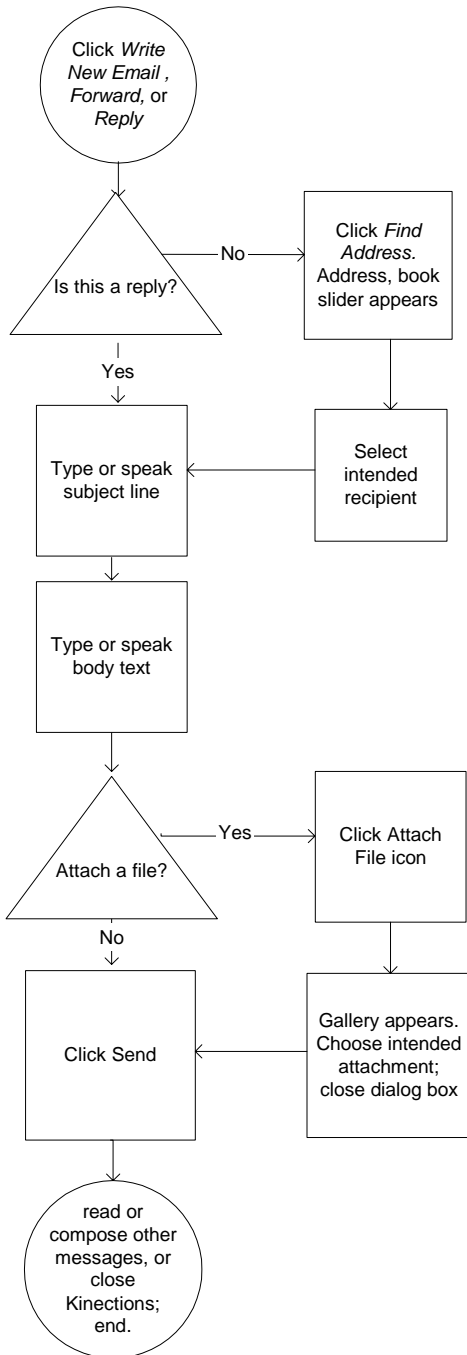 Click Write
New Email ,
Forward, or
Reply
Is this a reply?
No
Click Find
Address.
Address, book
slider appears
Yes
Type or speak
subject line
Select
intended
recipient
Type or speak
body text
Attach a file?
Yes
Click Attach
File icon
No
Click Send
Gallery appears.
Choose intended
attachment;
close dialog box
read or
compose other
messages, or
close
Kinections;
end.